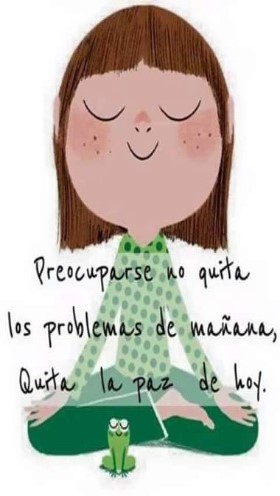 Preocuparse no quita
los problemas de mañana,
Quita la paz de hoy.